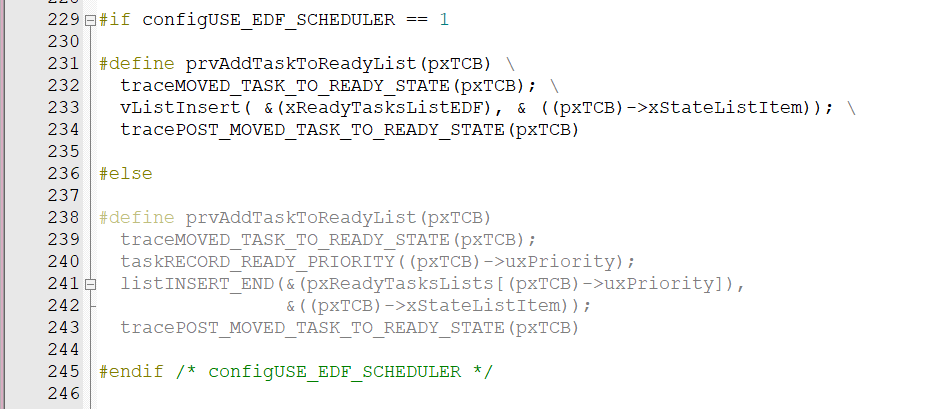 229 #if configUSE_EDF_SCHEDULER == 1
230
231 #define prvAddTaskToReadyList(pxTCB) \
232   traceMOVED_TASK_TO_READY_STATE(pxTCB); \
233   vListInsert( &(xReadyTasksListEDF), & ((pxTCB)->xStateListItem)); \
234   tracePOST_MOVED_TASK_TO_READY_STATE(pxTCB)
235
236 #else
237
238 #define prvAddTaskToReadyList(pxTCB)
239   traceMOVED_TASK_TO_READY_STATE(pxTCB);
240   taskRECORD_READY_PRIORITY((pxTCB)->uxPriority);
241   listINSERT_END(&(pxReadyTasksLists[(pxTCB)->uxPriority]),
242                  &((pxTCB)->xStateListItem));
243   tracePOST_MOVED_TASK_TO_READY_STATE(pxTCB)
244
245 #endif /* configUSE_EDF_SCHEDULER */
246